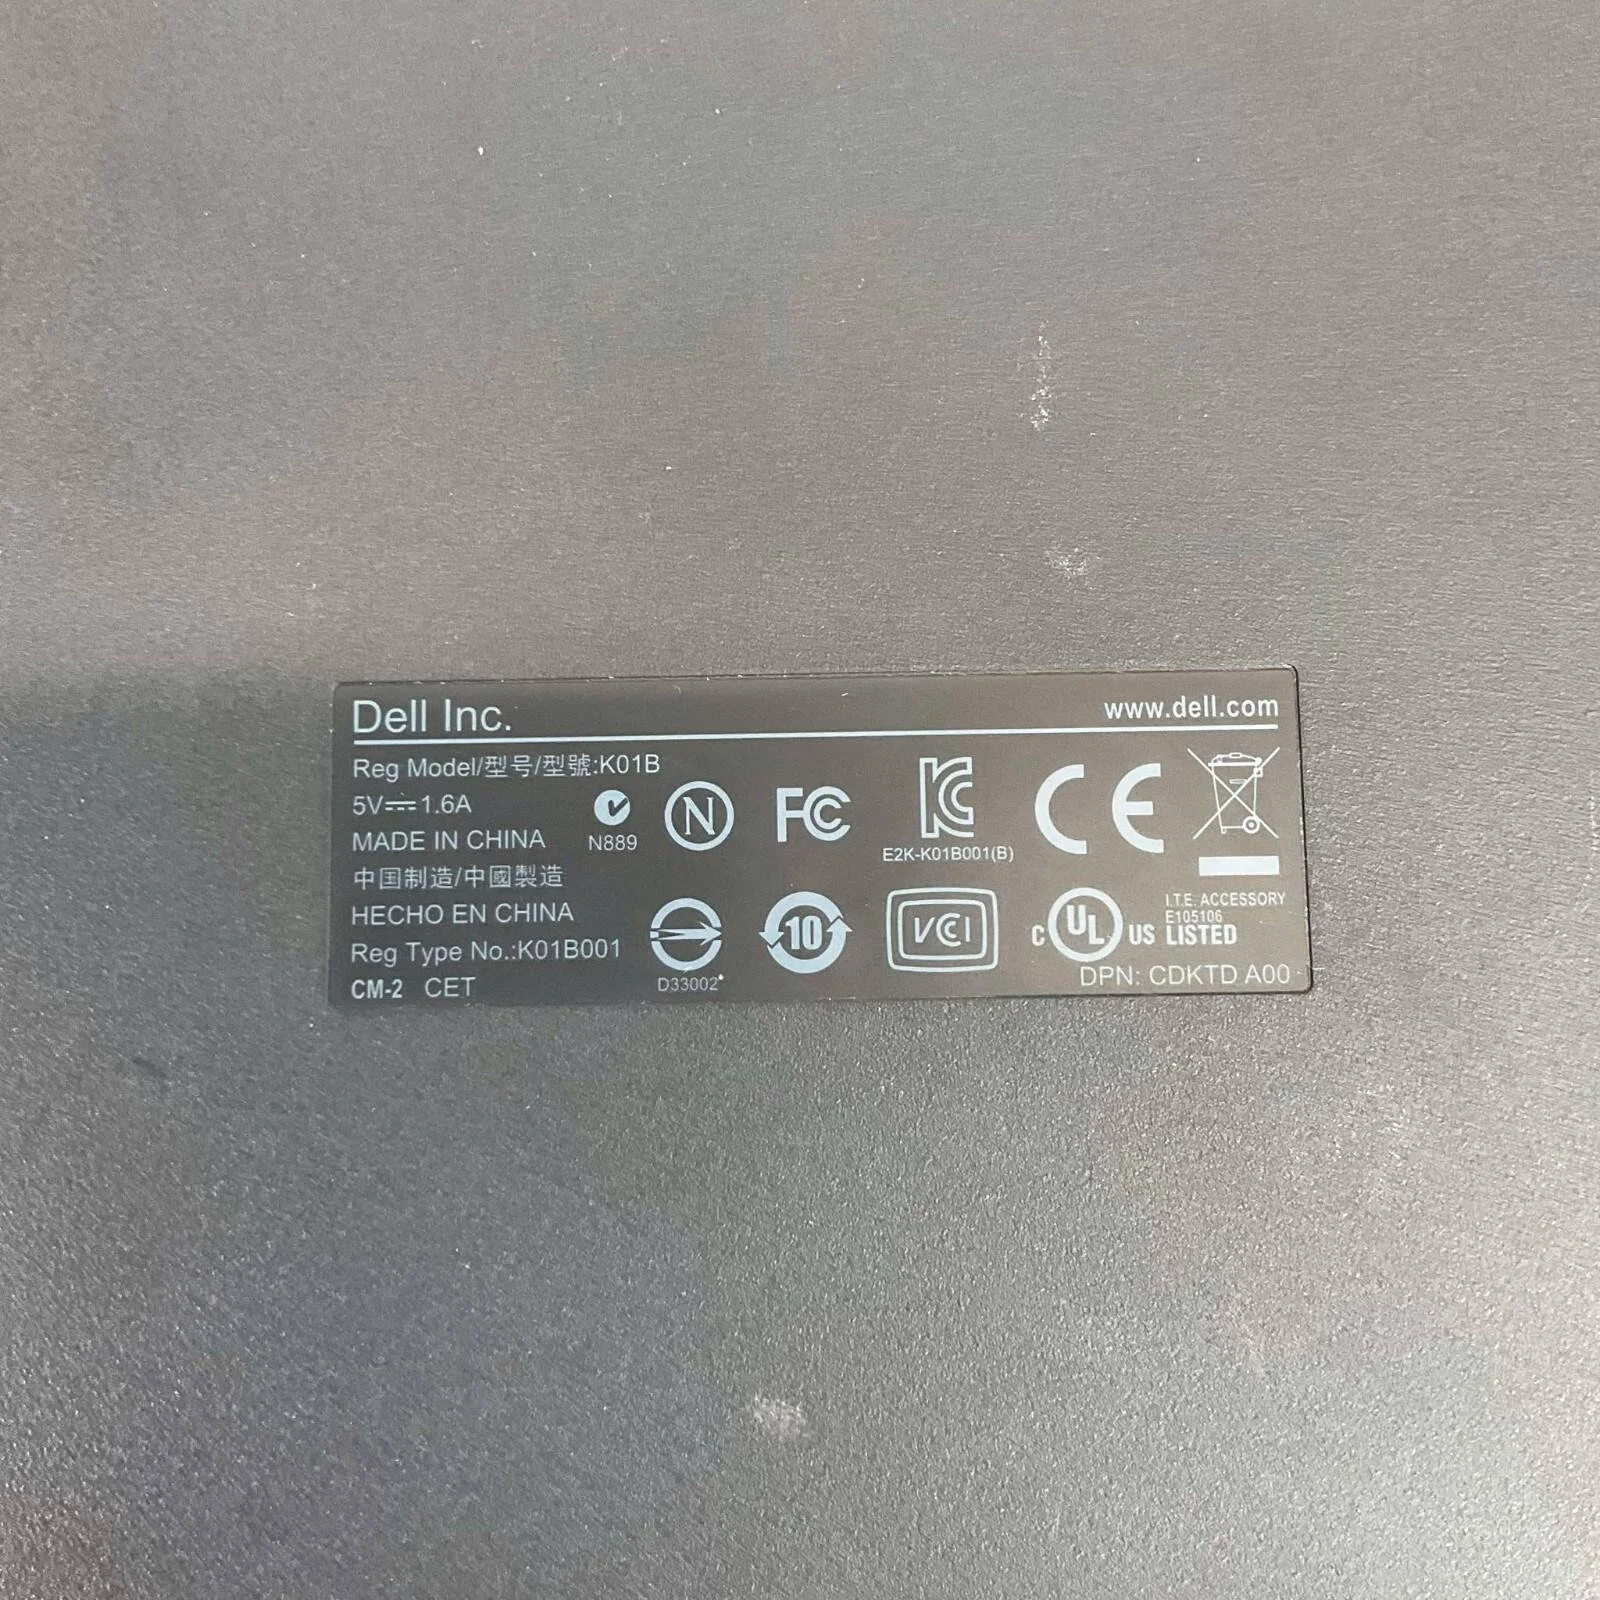 Dell Inc. www.dell.com
Reg Model/型号/型號:K01B
5V⎓1.6A
MADE IN CHINA
中国制造/中國製造
HECHO EN CHINA
Reg Type No.:K01B001
CM-2 CET
N889
N
FC
E2K-K01B001(B)
CE
D33002
10
VCI
C UL US LISTED
I.T.E. ACCESSORY
E105106
DPN: CDKTD A00